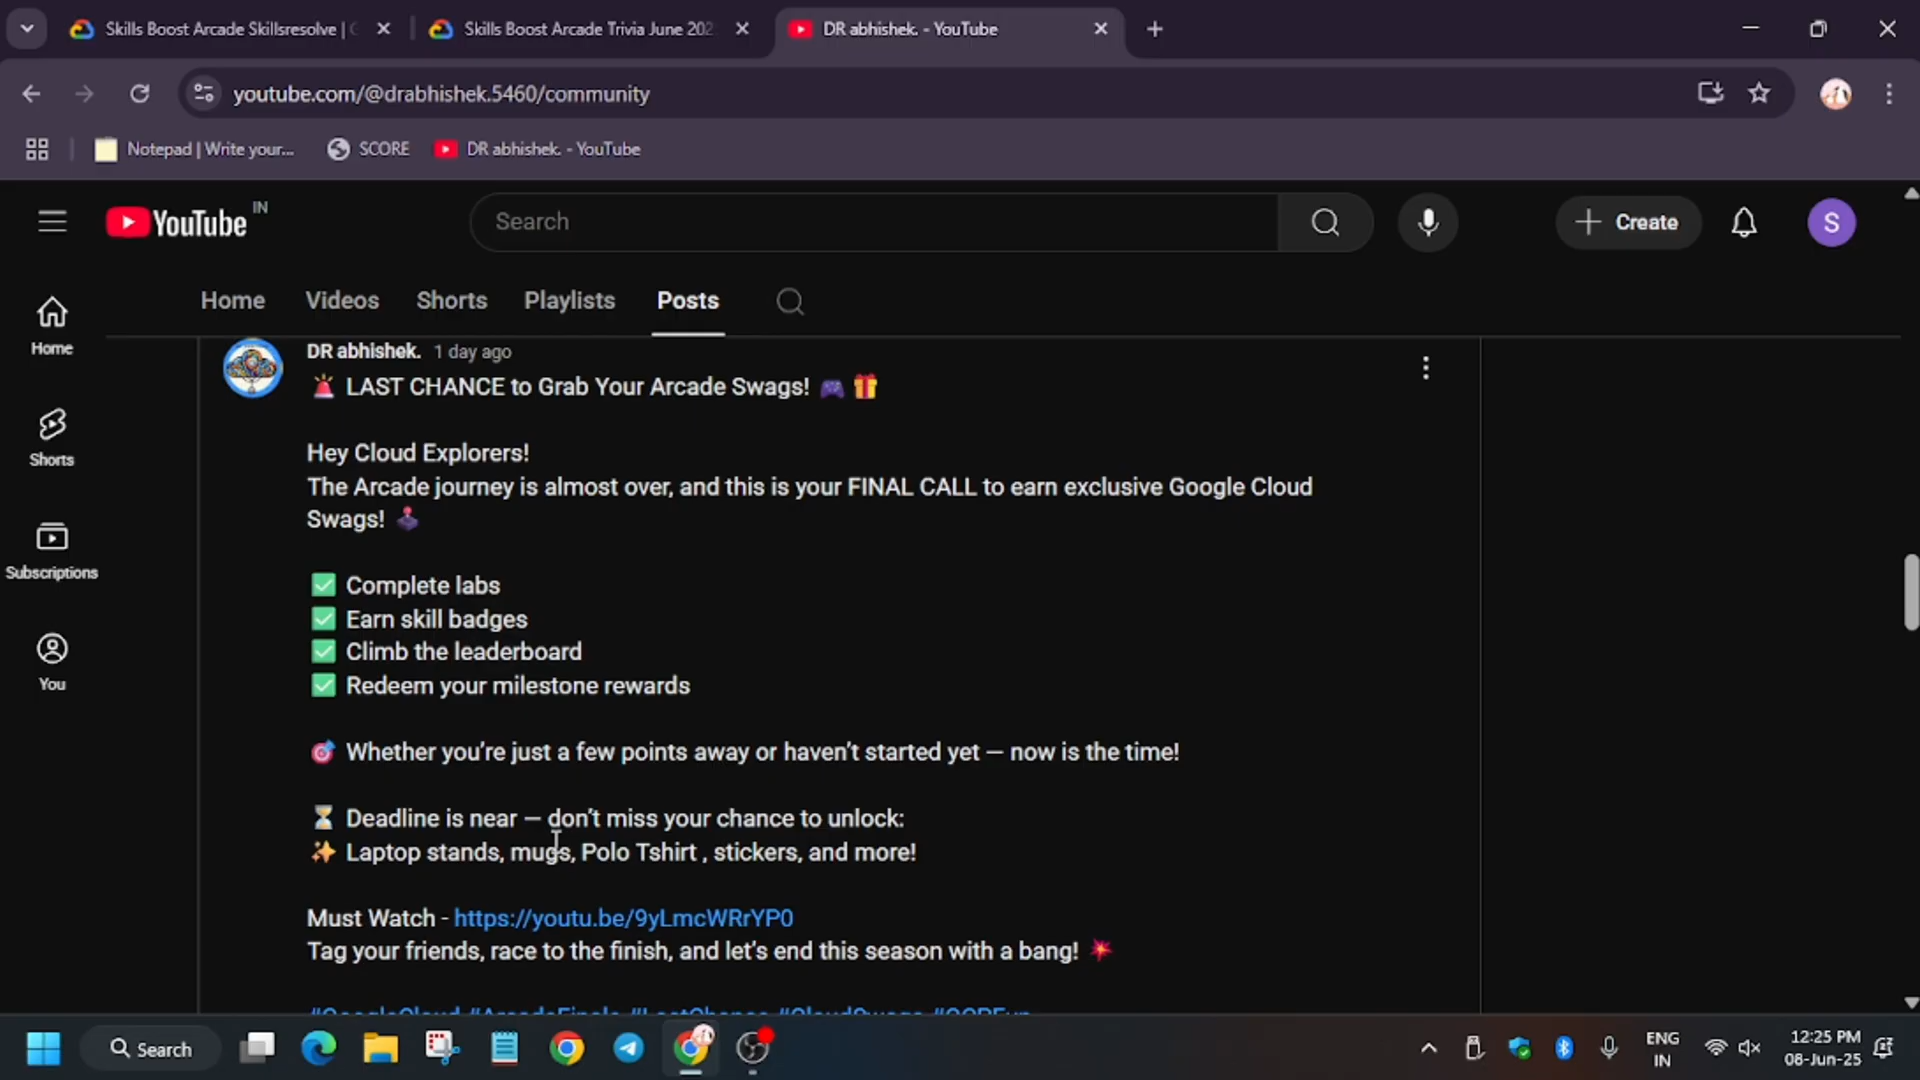 Skills Boost Arcade Skillsresolve |
Skills Boost Arcade Trivia June 202
DR abhishek. - YouTube
youtube.com/@drabhishek.5460/community
Notepad | Write your...
SCORE
DR abhishek. - YouTube
YouTube
IN
Search
Create
S
Home
Videos
Shorts
Playlists
Posts
Home
Shorts
Subscriptions
You
DR abhishek. 1 day ago
LAST CHANCE to Grab Your Arcade Swags!
Hey Cloud Explorers!
The Arcade journey is almost over, and this is your FINAL CALL to earn exclusive Google Cloud
Swags!
Complete labs
Earn skill badges
Climb the leaderboard
Redeem your milestone rewards
Whether you’re just a few points away or haven’t started yet — now is the time!
Deadline is near — don’t miss your chance to unlock:
Laptop stands, mugs, Polo Tshirt , stickers, and more!
Must Watch - https://youtu.be/9yLmcWRrYP0
Tag your friends, race to the finish, and let’s end this season with a bang!
Search
ENG
IN
12:25 PM
08-Jun-25